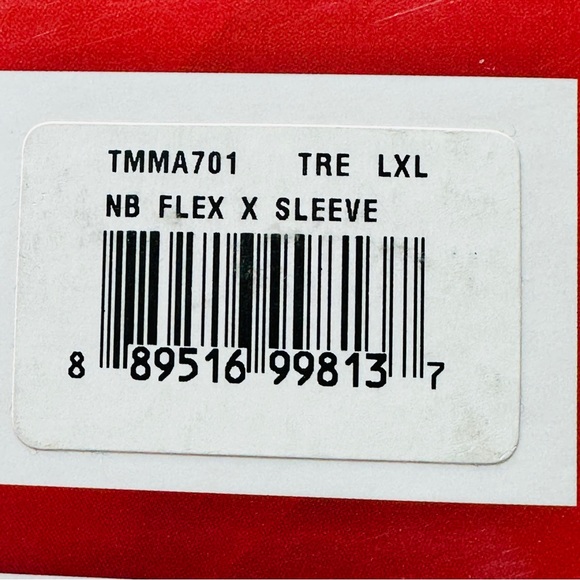 TMMA701 TRE LXL
NB FLEX X SLEEVE
8 89516 99813 7